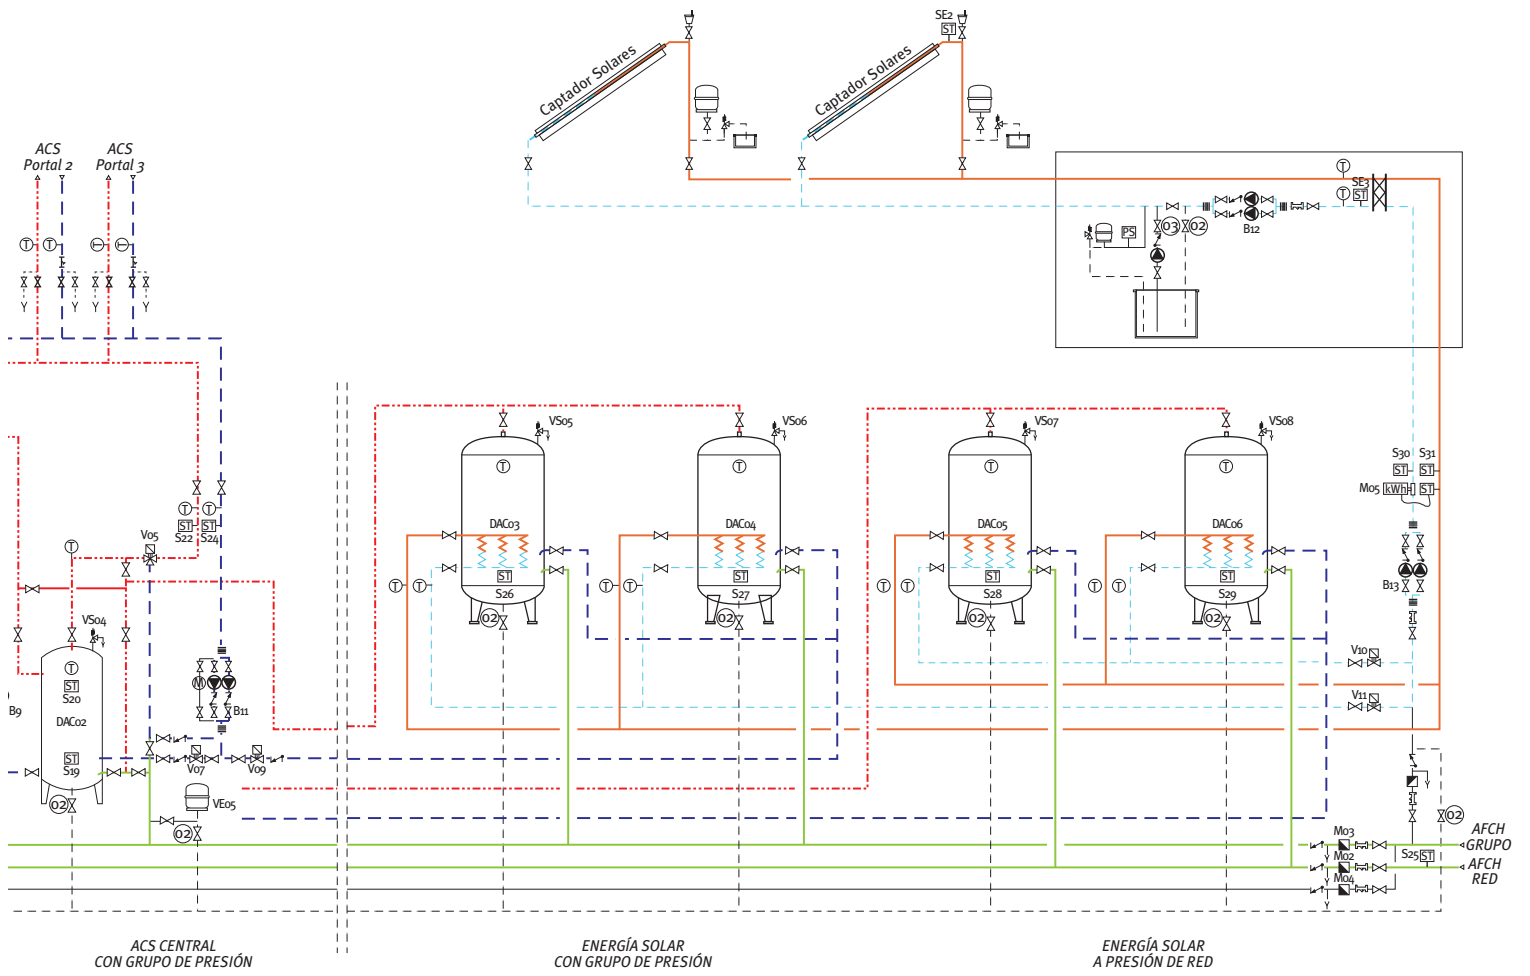 SE2
ST
Captador Solares
Captador Solares
ACS
Portal 2
ACS
Portal 3
T
SE3
T
ST
T
T
T
T
03
02
B12
PS
VS05
VS06
VS07
VS08
T
T
T
T
S30
S31
ST
ST
M05
kWh
ST
T
T
ST
ST
S22
S24
V05
T
DAC03
DAC04
DAC05
DAC06
ST
ST
ST
ST
S26
S27
S28
S29
T
T
T
T
T
T
T
T
B13
02
02
02
02
VS04
T
ST
S20
DAC02
B9
M
B11
V10
V11
ST
S19
V07
V09
02
VE05
02
02
M03
AFCH
GRUPO
M02
S25
ST
AFCH
RED
M04
ACS CENTRAL
CON GRUPO DE PRESIÓN
ENERGÍA SOLAR
CON GRUPO DE PRESIÓN
ENERGÍA SOLAR
A PRESIÓN DE RED